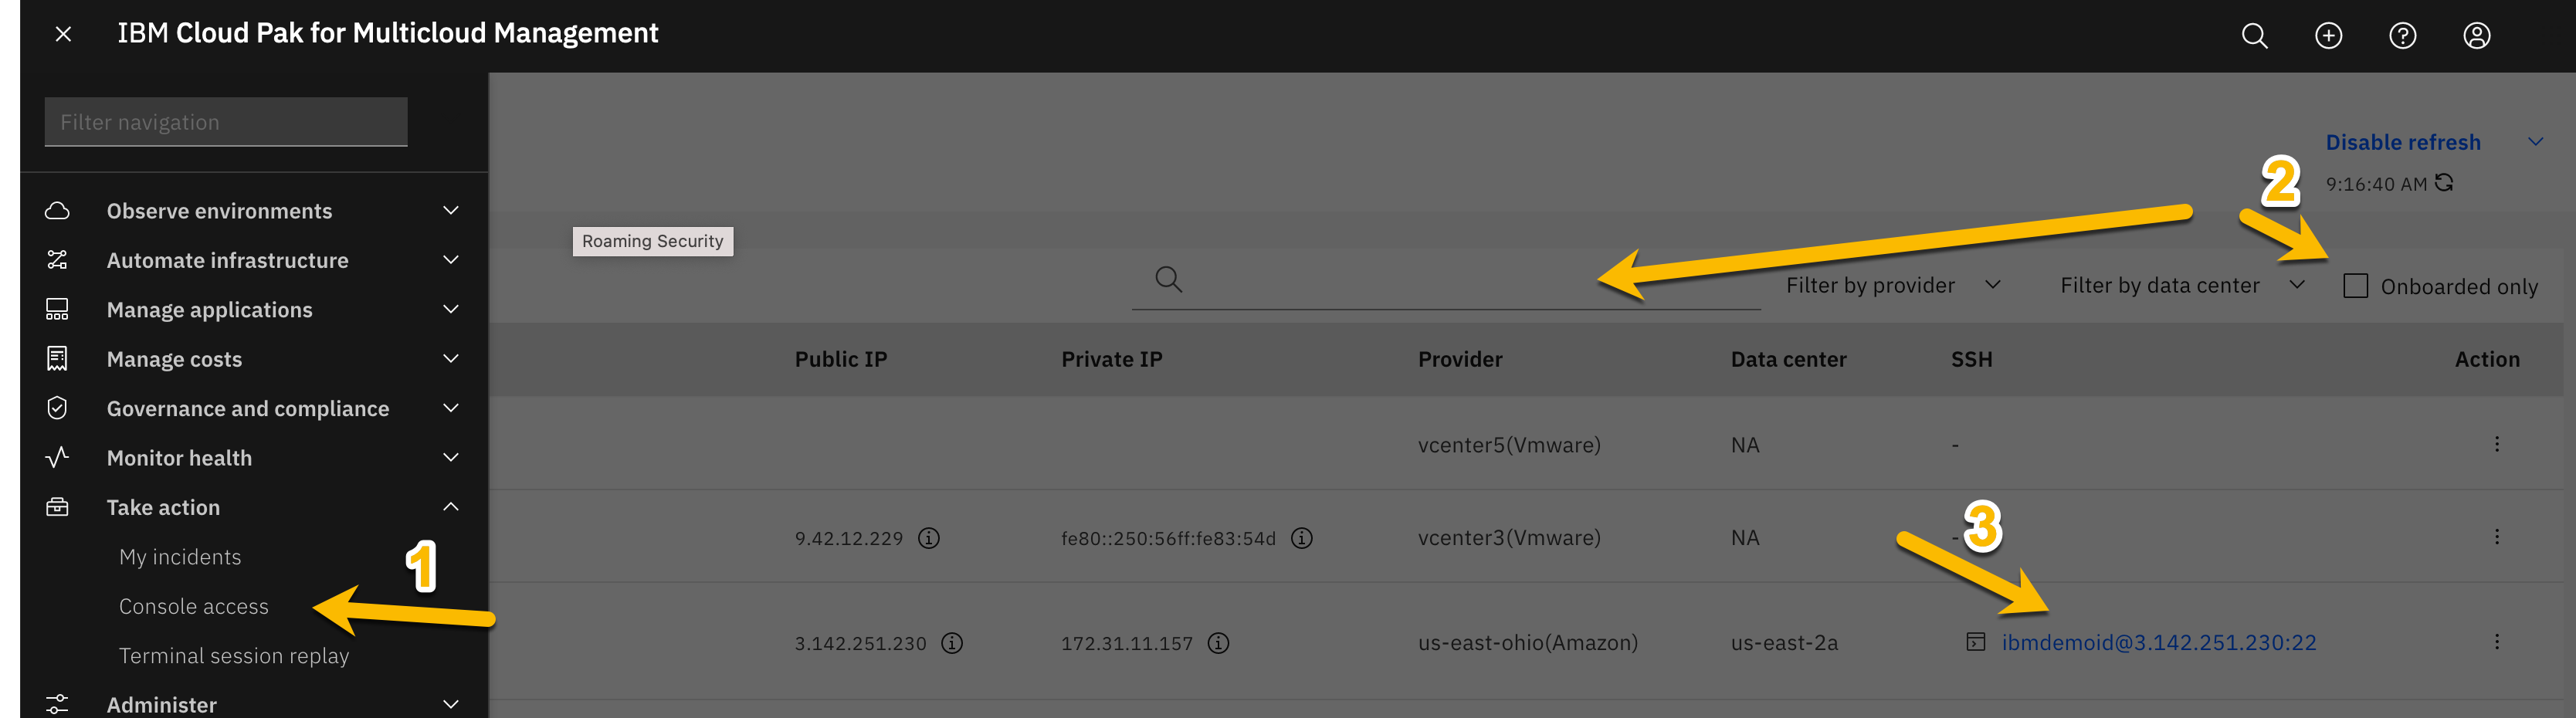 IBM Cloud Pak for Multicloud Management
Filter navigation
Observe environments
Automate infrastructure
Manage applications
Manage costs
Governance and compliance
Monitor health
Take action
My incidents
Console access
Terminal session replay
Administer
1
Disable refresh
9:16:40 AM
2
Roaming Security
Filter by provider
Filter by data center
Onboarded only
Public IP Private IP Provider Data center SSH Action
vcenter5(Vmware) NA -
9.42.12.229 fe80::250:56ff:fe83:54d vcenter3(Vmware) NA -
3
3.142.251.230 172.31.11.157 us-east-ohio(Amazon) us-east-2a ibmdemoid@3.142.251.230:22